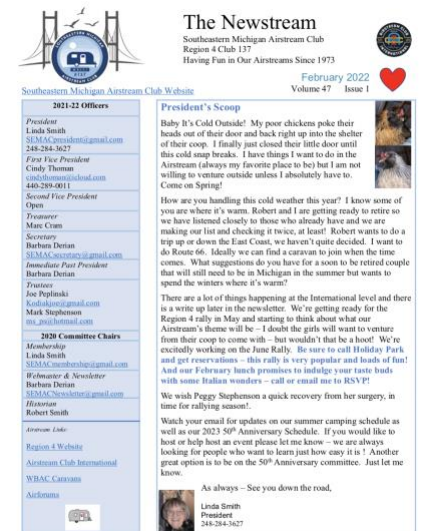 The Newstream
Southeastern Michigan Airstream Club
Region 4 Club 137
Having Fun in Our Airstreams Since 1973
February 2022
Volume 47 Issue 1
Southeastern Michigan Airstream Club Website
2021-22 Officers
President
Linda Smith
SEMACpresident@gmail.com
248-284-3627
First Vice President
Cindy Thoman
cindythoman@icloud.com
440-289-0011
Second Vice President
Open
Treasurer
Marc Cram
Secretary
Barbara Derian
SEMACsecretary@gmail.com
Immediate Past President
Barbara Derian
Trustees
Joe Peplinski
Kodiakjoe@gmail.com
Mark Stephenson
ms_ps@hotmail.com
2020 Committee Chairs
Membership
Linda Smith
SEMACmembership@gmail.com
Webmaster & Newsletter
Barbara Derian
SEMACNewsletter@gmail.com
Historian
Robert Smith
Airstream Links
Region 4 Website
Airstream Club International
WBAC Caravans
Airforums
President's Scoop
Baby It's Cold Outside! My poor chickens poke their
heads out of their door and back right up into the shelter
of their coop. I finally just closed their little door until
this cold snap breaks. I have things I want to do in the
Airstream (always my favorite place to be) but I am not
willing to venture outside unless I absolutely have to.
Come on Spring!
How are you handling this cold weather this year? I know some of
you are where it's warm. Robert and I are getting ready to retire so
we have listened closely to those who already have and we are
making our list and checking it twice, at least! Robert wants to do a
trip up or down the East Coast, we haven't quite decided. I want to
do Route 66. Ideally we can find a caravan to join when the time
comes. What suggestions do you have for a soon to be retired couple
that will still need to be in Michigan in the summer but wants to
spend the winters where it's warm?
There are a lot of things happening at the International level and there
is a write up later in the newsletter. We're getting ready for the
Region 4 rally in May and starting to think about what our
Airstream's theme will be – I doubt the girls will want to venture
from their coop to come with – but wouldn't that be a hoot! We're
excitedly working on the June Rally. Be sure to call Holiday Park
and get reservations – this rally is very popular and loads of fun!
And our February lunch promises to indulge your taste buds
with some Italian wonders – call or email me to RSVP!
We wish Peggy Stephenson a quick recovery from her surgery, in
time for rallying season!.
Watch your email for updates on our summer camping schedule as
well as our 2023 50th Anniversary Schedule. If you would like to
host or help host an event please let me know – we are always
looking for people who want to learn just how easy it is ! Another
great option is to be on the 50th Anniversary committee. Just let me
know.
As always – See you down the road,
Linda Smith
President
248-284-3627